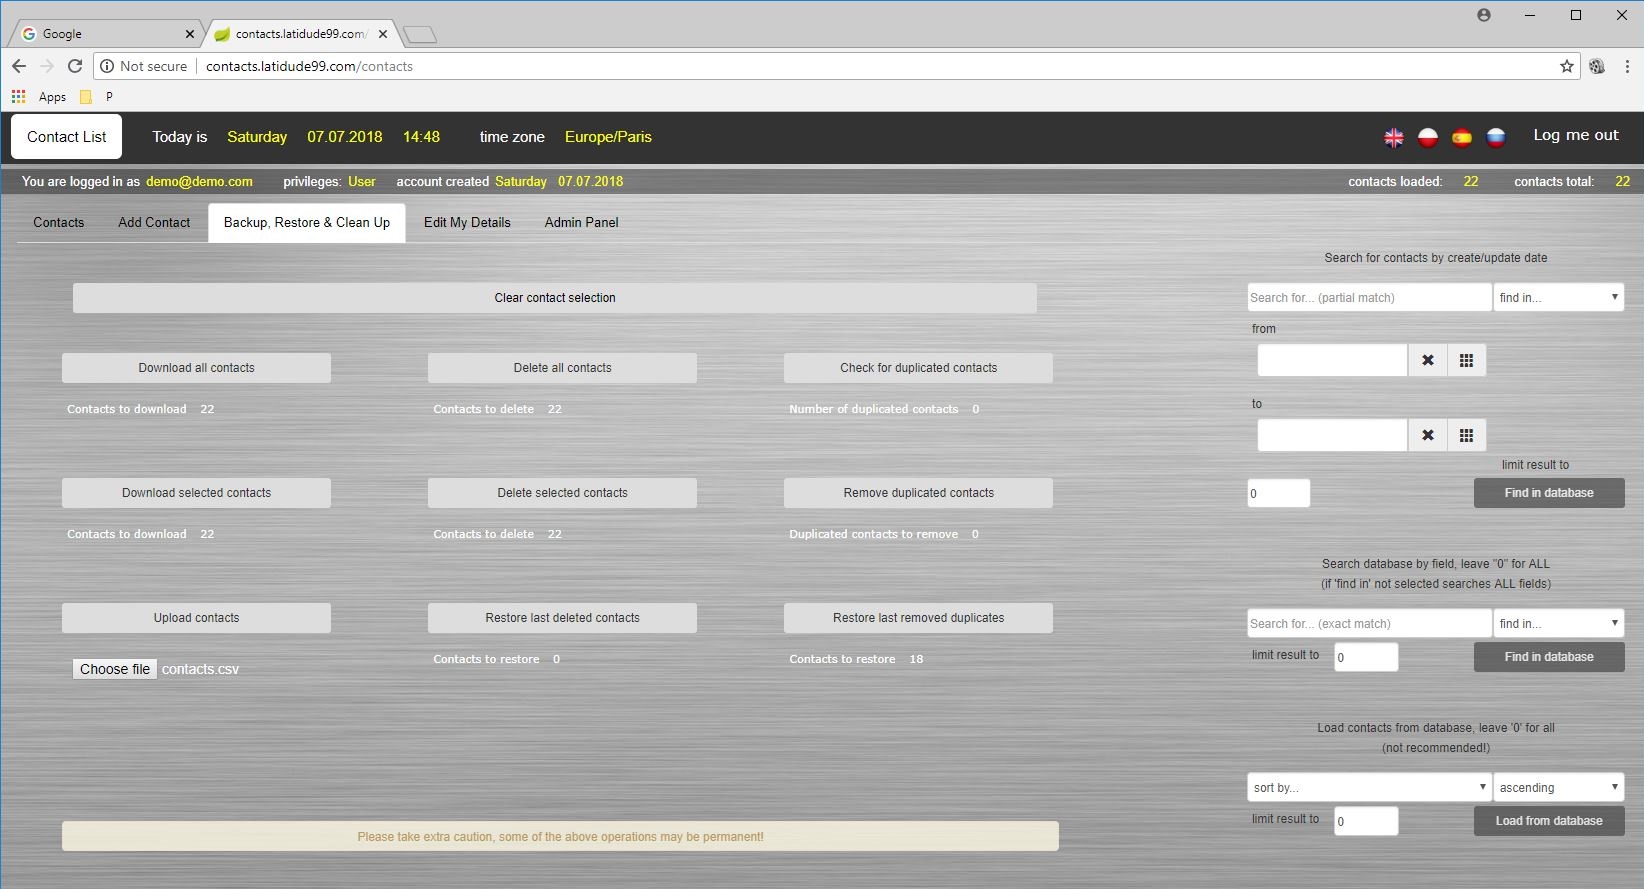 Google
contacts.latidude99.com/
Not secure
contacts.latidude99.com/contacts
Apps
P
Contact List
Today is Saturday 07.07.2018 14:48 time zone Europe/Paris
Log me out
You are logged in as demo@demo.com privileges: User account created Saturday 07.07.2018
contacts loaded: 22 contacts total: 22
Contacts Add Contact Backup, Restore & Clean Up Edit My Details Admin Panel
Clear contact selection
Download all contacts Delete all contacts Check for duplicated contacts
Contacts to download 22 Contacts to delete 22 Number of duplicated contacts 0
Download selected contacts Delete selected contacts Remove duplicated contacts
Contacts to download 22 Contacts to delete 22 Duplicated contacts to remove 0
Upload contacts Restore last deleted contacts Restore last removed duplicates
Choose file contacts.csv Contacts to restore 0 Contacts to restore 18
Please take extra caution, some of the above operations may be permanent!
Search for contacts by create/update date
Search for... (partial match) find in...
from
to
limit result to
0 Find in database
Search database by field, leave "0" for ALL
(if 'find in' not selected searches ALL fields)
Search for... (exact match) find in...
limit result to 0 Find in database
Load contacts from database, leave '0' for all
(not recommended!)
sort by... ascending
limit result to 0 Load from database